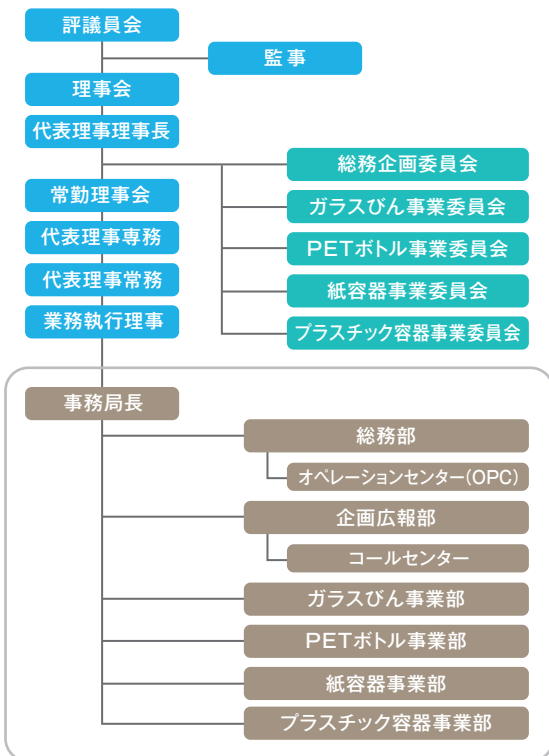 評議員会
監事
理事会
代表理事理事長
総務企画委員会
常勤理事会
ガラスびん事業委員会
代表理事専務
PETボトル事業委員会
代表理事常務
紙容器事業委員会
業務執行理事
プラスチック容器事業委員会
事務局長
総務部
オペレーションセンター(OPC)
企画広報部
コールセンター
ガラスびん事業部
PETボトル事業部
紙容器事業部
プラスチック容器事業部